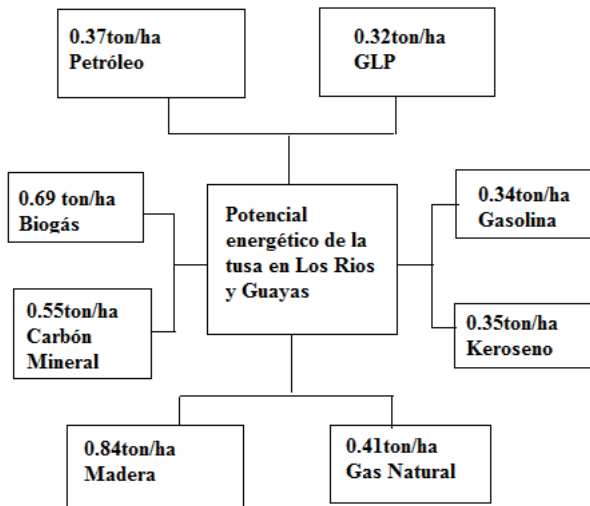 0.37ton/ha
Petróleo
0.32ton/ha
GLP
0.69 ton/ha
Biogás
Potencial
energético de la
tusa en Los Rios
y Guayas
0.34ton/ha
Gasolina
0.55ton/ha
Carbón
Mineral
0.35ton/ha
Keroseno
0.84ton/ha
Madera
0.41ton/ha
Gas Natural